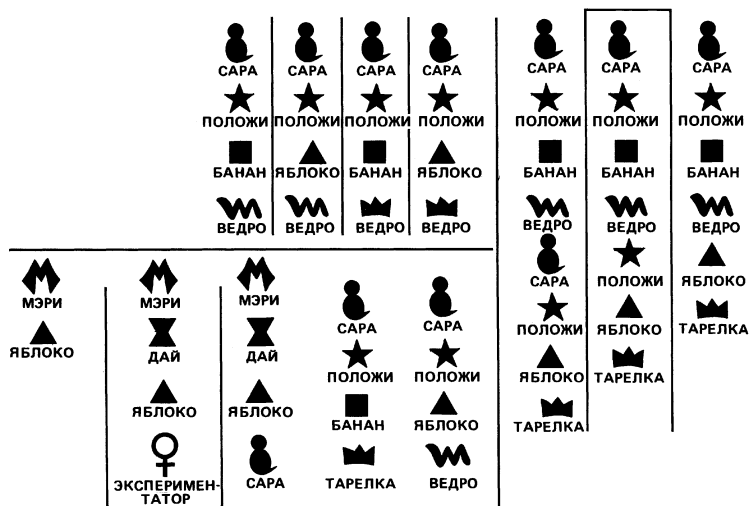 САРА САРА САРА САРА САРА САРА САРА
ПОЛОЖИ ПОЛОЖИ ПОЛОЖИ ПОЛОЖИ ПОЛОЖИ ПОЛОЖИ ПОЛОЖИ
БАНАН ЯБЛОКО БАНАН ЯБЛОКО БАНАН БАНАН БАНАН
ВЕДРО ВЕДРО ВЕДРО ВЕДРО ВЕДРО ВЕДРО ВЕДРО
САРА ПОЛОЖИ ЯБЛОКО
МЭРИ МЭРИ МЭРИ
САРА САРА ПОЛОЖИ ЯБЛОКО ТАРЕЛКА
ЯБЛОКО ДАЙ ДАЙ
ПОЛОЖИ ПОЛОЖИ ЯБЛОКО ТАРЕЛКА
ЯБЛОКО ЯБЛОКО
БАНАН ЯБЛОКО ТАРЕЛКА
ЭКСПЕРИМЕН- САРА ТАРЕЛКА ВЕДРО
ТАТОР